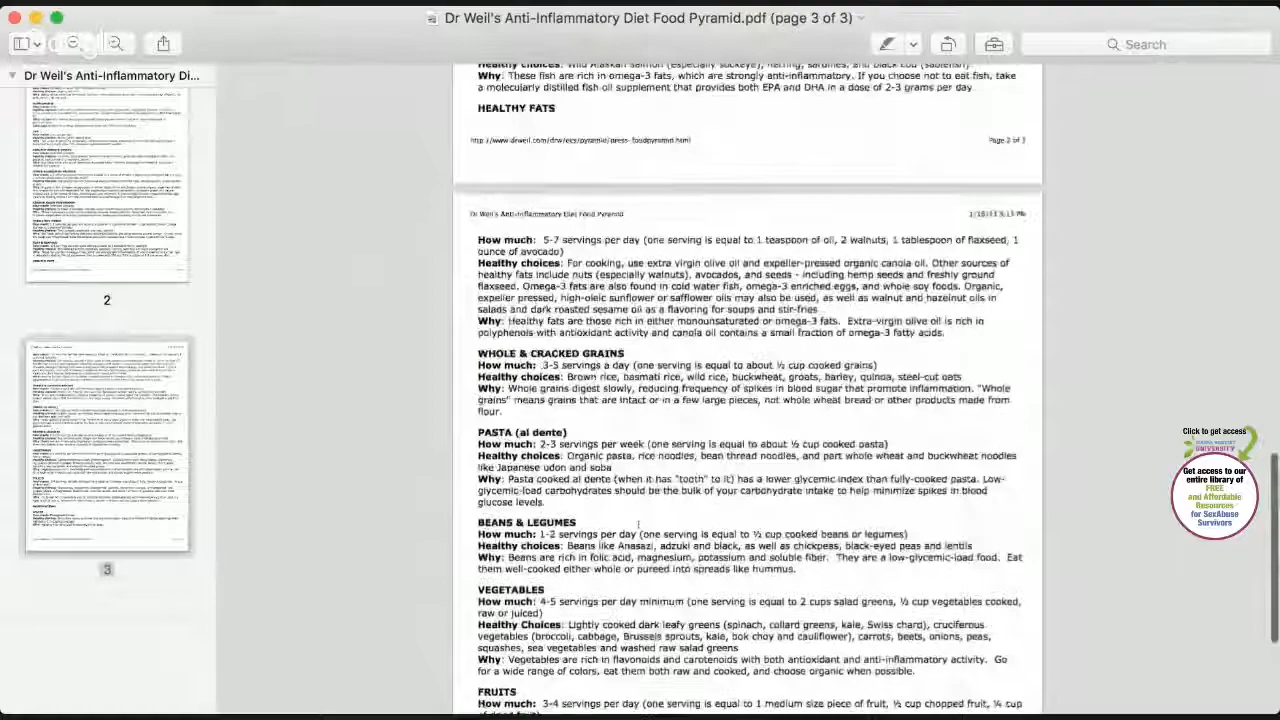 Dr Weil's Anti-Inflammatory Diet Food Pyramid.pdf (page 3 of 3)
Search
Dr Weil's Anti-Inflammatory Di...
2
3
Healthy choices: Wild Alaskan salmon (especially sockeye), herring, sardines, and black cod (sablefish)
Why: These fish are rich in omega-3 fats, which are strongly anti-inflammatory. If you choose not to eat fish, take
a molecularly distilled fish oil supplement that provides both EPA and DHA in a dose of 2-3 grams per day
HEALTHY FATS
Page 2 of 3
Dr Weil's Anti-Inflammatory Diet Food Pyramid
How much: 5-7 servings per day (one serving is equal to 1 teaspoon of oil, 2 walnuts, 1 tablespoon of flaxseed, 1
ounce of avocado)
Healthy choices: For cooking, use extra virgin olive oil and expeller-pressed organic canola oil. Other sources of
healthy fats include nuts (especially walnuts), avocados, and seeds - including hemp seeds and freshly ground
flaxseed. Omega-3 fats are also found in cold water fish, omega-3 enriched eggs, and whole soy foods. Organic,
expeller pressed, high-oleic sunflower or safflower oils may also be used, as well as walnut and hazelnut oils in
salads and dark roasted sesame oil as a flavoring for soups and stir-fries
Why: Healthy fats are those rich in either monounsaturated or omega-3 fats. Extra-virgin olive oil is rich in
polyphenols with antioxidant activity and canola oil contains a small fraction of omega-3 fatty acids.
WHOLE & CRACKED GRAINS
How much: 3-5 servings a day (one serving is equal to about ½ cup cooked grains)
Healthy choices: Brown rice, basmati rice, wild rice, buckwheat, groats, barley, quinoa, steel-cut oats
Why: Whole grains digest slowly, reducing frequency of spikes in blood sugar that promote inflammation. "Whole
grains" means grains that are intact or in a few large pieces, not whole wheat bread or other products made from
flour.
PASTA (al dente)
How much: 2-3 servings per week (one serving is equal to about ½ cup cooked pasta)
Healthy choices: Organic pasta, rice noodles, bean thread noodles, and part whole wheat and buckwheat noodles
like Japanese udon and soba
Why: Pasta cooked al dente (when it has "tooth" to it) has a lower glycemic index than fully-cooked pasta. Low-
glycemic-load carbohydrates should be the bulk of your carbohydrate intake to help minimize spikes in blood
glucose levels.
BEANS & LEGUMES
How much: 1-2 servings per day (one serving is equal to ½ cup cooked beans or legumes)
Healthy choices: Beans like Anasazi, adzuki and black, as well as chickpeas, black-eyed peas and lentils
Why: Beans are rich in folic acid, magnesium, potassium and soluble fiber. They are a low-glycemic-load food. Eat
them well-cooked either whole or pureed into spreads like hummus.
VEGETABLES
How much: 4-5 servings per day minimum (one serving is equal to 2 cups salad greens, ½ cup vegetables cooked,
raw or juiced)
Healthy Choices: Lightly cooked dark leafy greens (spinach, collard greens, kale, Swiss chard), cruciferous
vegetables (broccoli, cabbage, Brussels sprouts, kale, bok choy and cauliflower), carrots, beets, onions, peas,
squashes, sea vegetables and washed raw salad greens
Why: Vegetables are rich in flavonoids and carotenoids with both antioxidant and anti-inflammatory activity. Go
for a wide range of colors, eat them both raw and cooked, and choose organic when possible.
FRUITS
How much: 3-4 servings per day (one serving is equal to 1 medium size piece of fruit, ½ cup chopped fruit, ¼ cup
Click to get access
UNIVERSITY
Get access to our
entire library of
FREE
and Affordable
Resources
for SexAbuse
Survivors